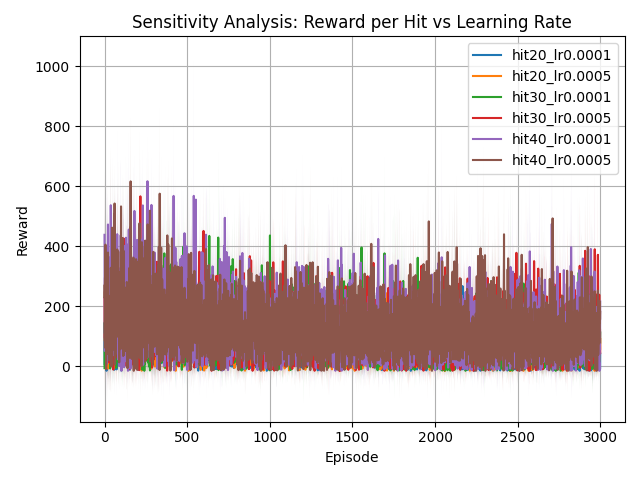 Sensitivity Analysis: Reward per Hit vs Learning Rate
hit20_lr0.0001
hit20_lr0.0005
hit30_lr0.0001
hit30_lr0.0005
hit40_lr0.0001
hit40_lr0.0005
Reward
1000
800
600
400
200
0
0 500 1000 1500 2000 2500 3000
Episode